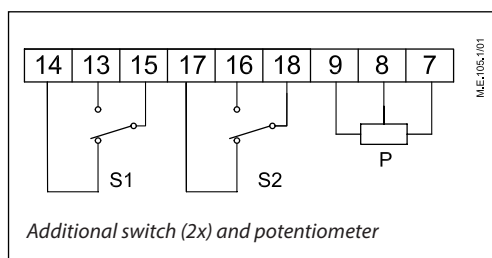 14 13 15 17 16 18 9 8 7
S1 S2 P
Additional switch (2x) and potentiometer
M.E.105.1/01